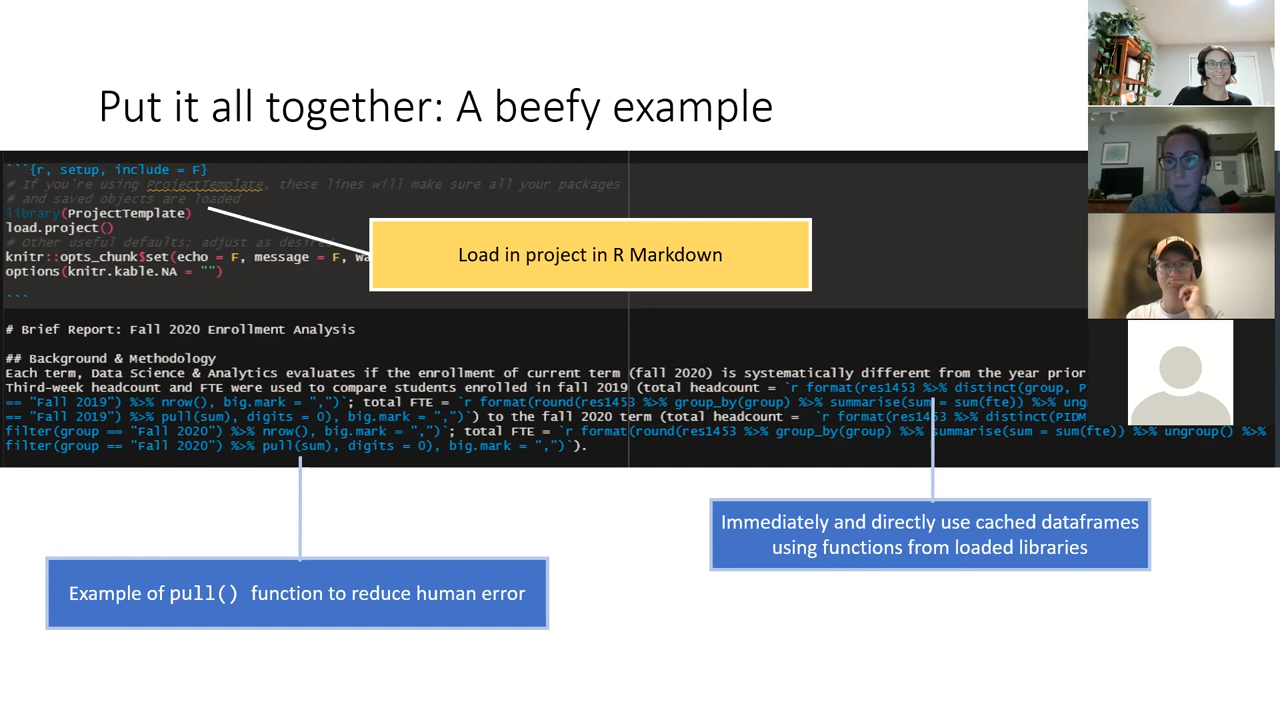 Put it all together: A beefy example
```{r, setup, include = F}
# If you're using ProjectTemplate, these lines will make sure all your packages
# and saved objects are loaded
library(ProjectTemplate)
load.project()
# Other useful defaults; adjust as desired
knitr::opts_chunk$set(echo = F, message = F, wa
options(knitr.kable.NA = "")
```
Load in project in R Markdown
# Brief Report: Fall 2020 Enrollment Analysis
## Background & Methodology
Each term, Data Science & Analytics evaluates if the enrollment of current term (fall 2020) is systematically different from the year prior
Third-week headcount and FTE were used to compare students enrolled in fall 2019 (total headcount = `r format(res1453 %>% distinct(group, P
== "Fall 2019") %>% nrow(), big.mark = ",")`; total FTE = `r format(round(res1453 %>% group_by(group) %>% summarise(sum = sum(fte)) %>% ung
== "Fall 2019") %>% pull(sum), digits = 0), big.mark = ",")`) to the fall 2020 term (total headcount =  `r format(res1453 %>% distinct(PIDM
filter(group == "Fall 2020") %>% nrow(), big.mark = ",")`; total FTE = `r format(round(res1453 %>% group_by(group) %>% summarise(sum = sum(fte)) %>% ungroup() %>%
filter(group == "Fall 2020") %>% pull(sum), digits = 0), big.mark = ",")`).
Immediately and directly use cached dataframes
using functions from loaded libraries
Example of pull() function to reduce human error